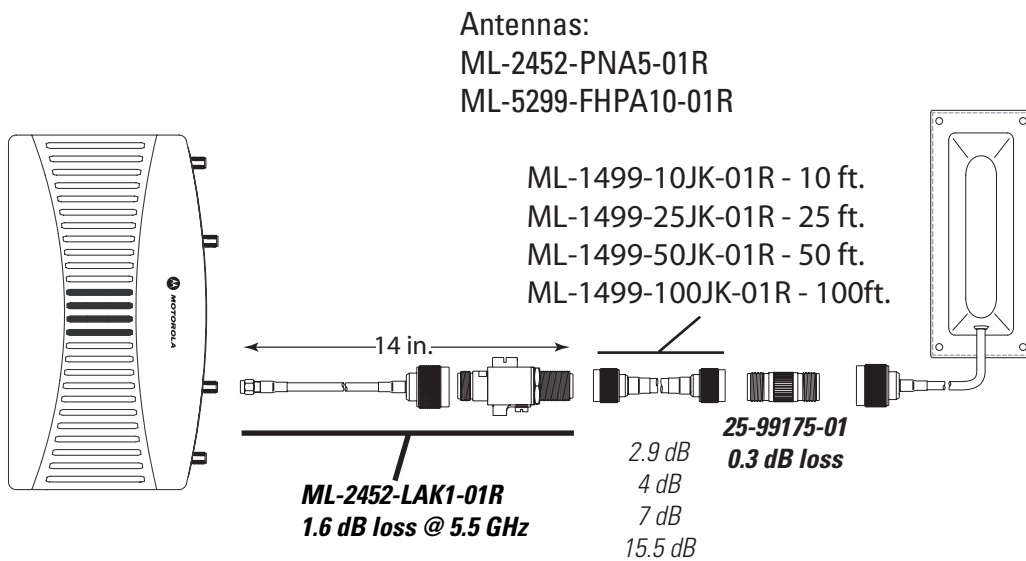 Antennas:
ML-2452-PNA5-01R
ML-5299-FHPA10-01R
ML-1499-10JK-01R - 10 ft.
ML-1499-25JK-01R - 25 ft.
ML-1499-50JK-01R - 50 ft.
ML-1499-100JK-01R - 100ft.
MOTOROLA
14 in.
25-99175-01
0.3 dB loss
2.9 dB
4 dB
7 dB
15.5 dB
ML-2452-LAK1-01R
1.6 dB loss @ 5.5 GHz